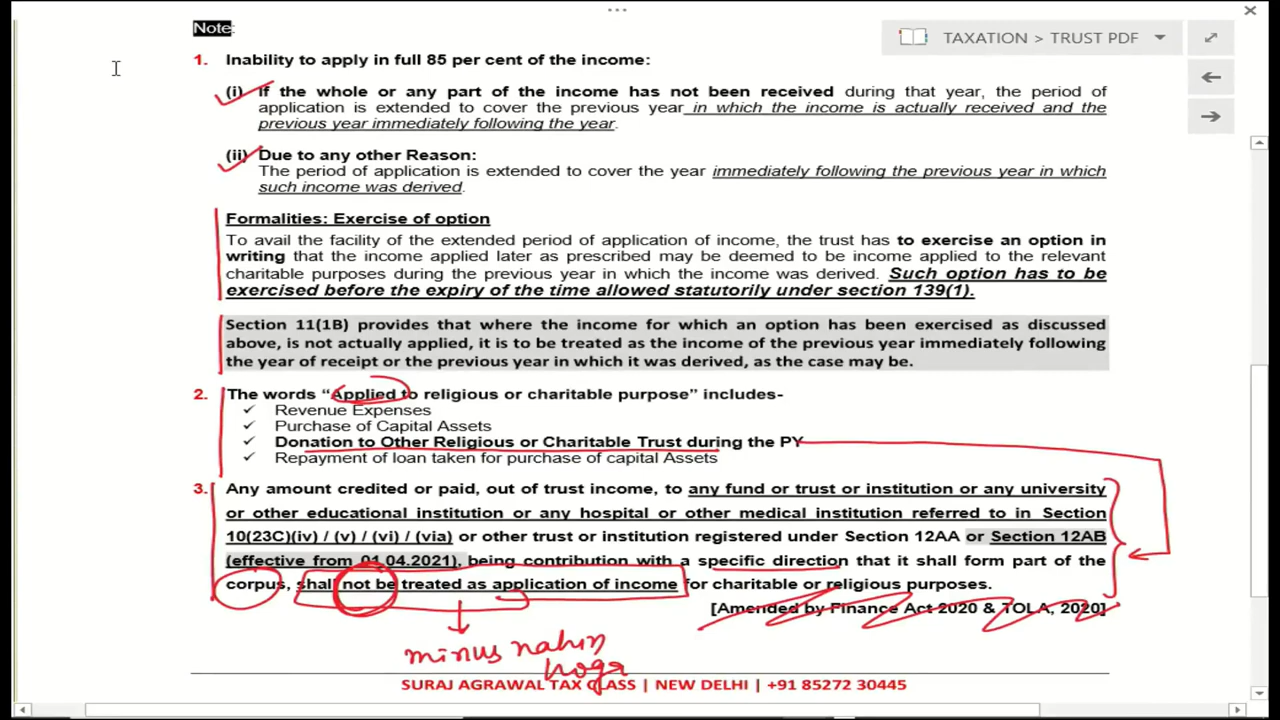 Note:
TAXATION > TRUST PDF
1. Inability to apply in full 85 per cent of the income:
(i) If the whole or any part of the income has not been received during that year, the period of
application is extended to cover the previous year in which the income is actually received and the
previous year immediately following the year.
(ii) Due to any other Reason:
The period of application is extended to cover the year immediately following the previous year in which
such income was derived.
Formalities: Exercise of option
To avail the facility of the extended period of application of income, the trust has to exercise an option in
writing that the income applied later as prescribed may be deemed to be income applied to the relevant
charitable purposes during the previous year in which the income was derived. Such option has to be
exercised before the expiry of the time allowed statutorily under section 139(1).
Section 11(1B) provides that where the income for which an option has been exercised as discussed
above, is not actually applied, it is to be treated as the income of the previous year immediately following
the year of receipt or the previous year in which it was derived, as the case may be.
2. The words “Applied to religious or charitable purpose” includes-
✓ Revenue Expenses
✓ Purchase of Capital Assets
✓ Donation to Other Religious or Charitable Trust during the PY
✓ Repayment of loan taken for purchase of capital Assets
3. Any amount credited or paid, out of trust income, to any fund or trust or institution or any university
or other educational institution or any hospital or other medical institution referred to in Section
10(23C)(iv) / (v) / (vi) / (via) or other trust or institution registered under Section 12AA or Section 12AB
(effective from 01.04.2021), being contribution with a specific direction that it shall form part of the
corpus, shall not be treated as application of income for charitable or religious purposes.
[Amended by Finance Act 2020 & TOLA, 2020]
minus nahin
hoga
SURAJ AGRAWAL TAX CLASS | NEW DELHI | +91 85272 30445